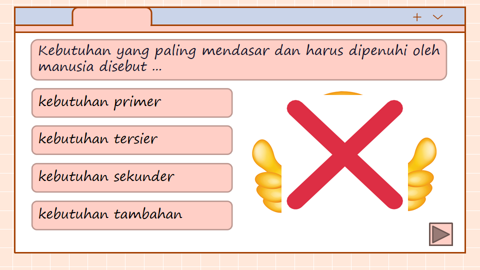 Kebutuhan yang paling mendasar dan harus dipenuhi oleh
manusia disebut ...
kebutuhan primer
kebutuhan tersier
kebutuhan sekunder
kebutuhan tambahan